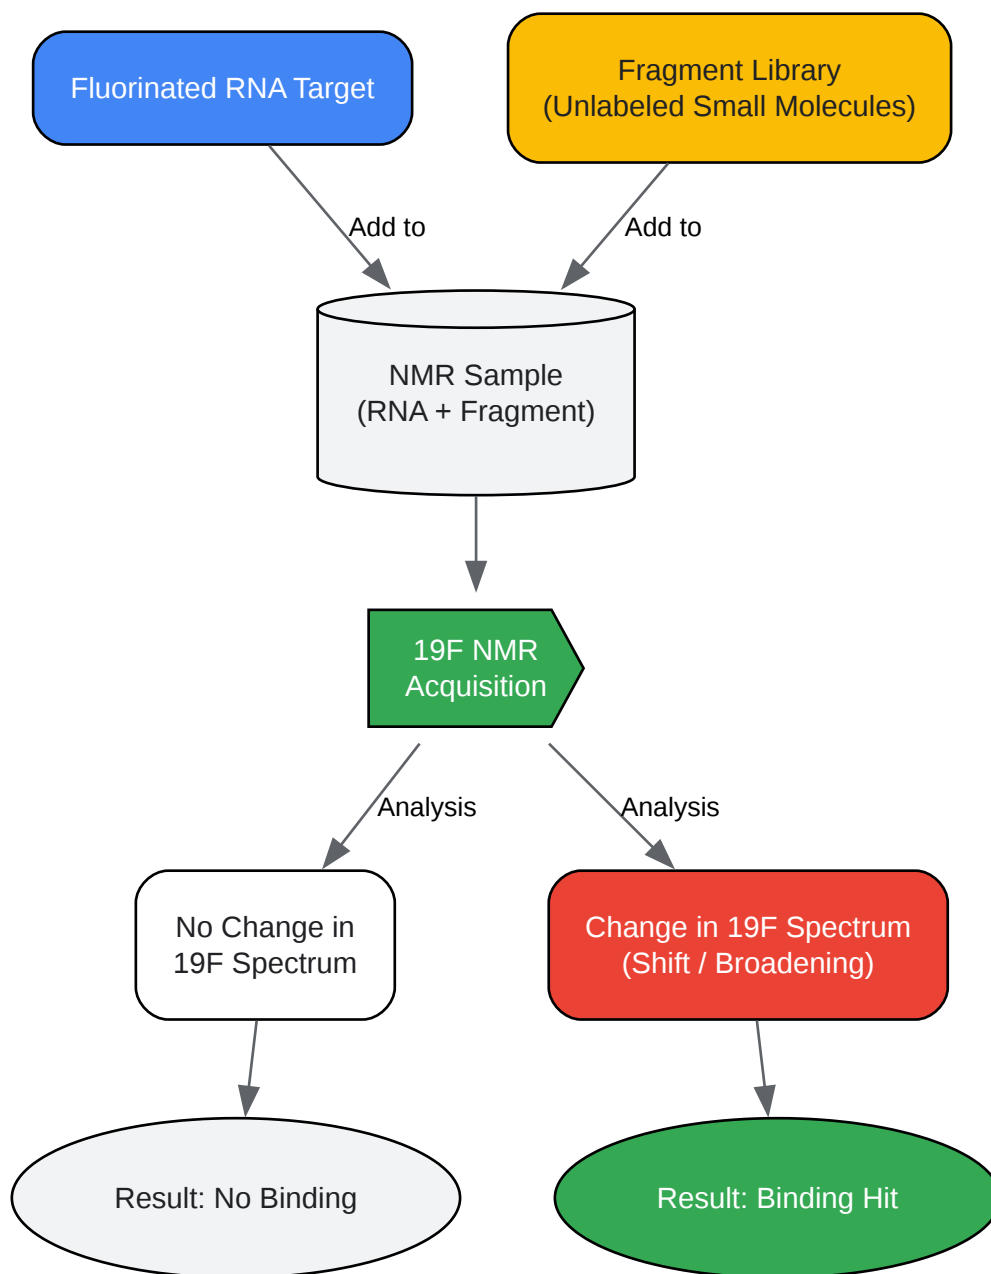 Fluorinated RNA Target
Fragment Library
(Unlabeled Small Molecules)
Add to
Add to
NMR Sample
(RNA + Fragment)
19F NMR
Acquisition
Analysis
Analysis
No Change in
19F Spectrum
Change in 19F Spectrum
(Shift / Broadening)
Result: No Binding
Result: Binding Hit